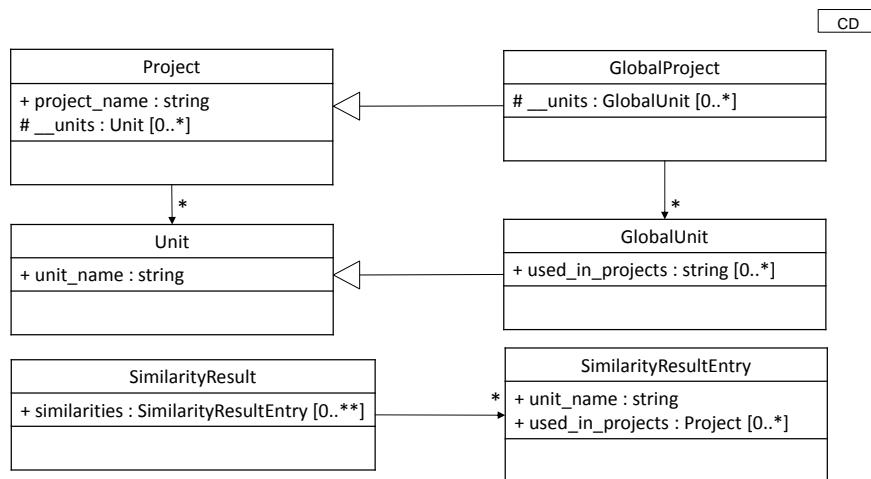 CD
Project
+ project_name : string
# __units : Unit [0..*]
GlobalProject
# __units : GlobalUnit [0..*]
*
*
Unit
+ unit_name : string
GlobalUnit
+ used_in_projects : string [0..*]
SimilarityResult
+ similarities : SimilarityResultEntry [0..**]
*
SimilarityResultEntry
+ unit_name : string
+ used_in_projects : Project [0..*]